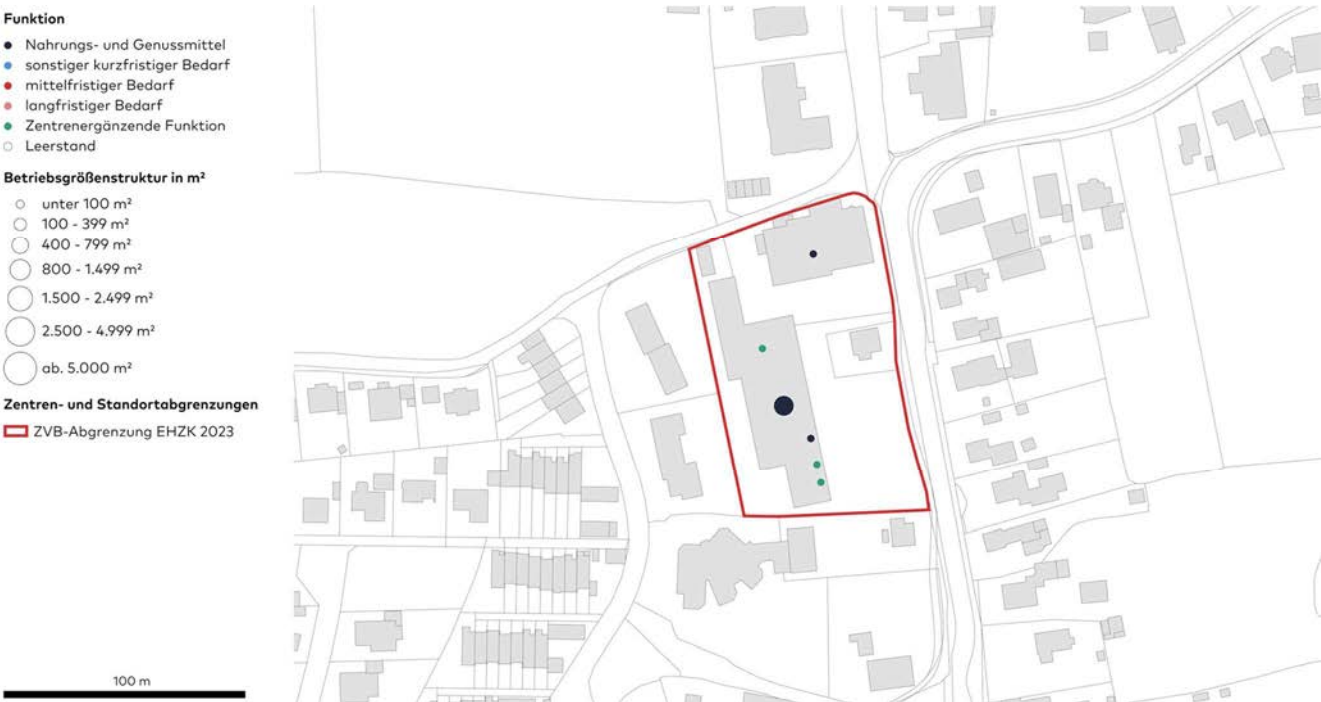 Funktion
Nahrungs- und Genussmittel
sonstiger kurzfristiger Bedarf
mittelfristiger Bedarf
langfristiger Bedarf
Zentrenergänzende Funktion
Leerstand
Betriebsgrößenstruktur in m²
unter 100 m²
100 - 399 m²
400 - 799 m²
800 - 1.499 m²
1.500 - 2.499 m²
2.500 - 4.999 m²
ab. 5.000 m²
Zentren- und Standortabgrenzungen
ZVB-Abgrenzung EHZK 2023
100 m